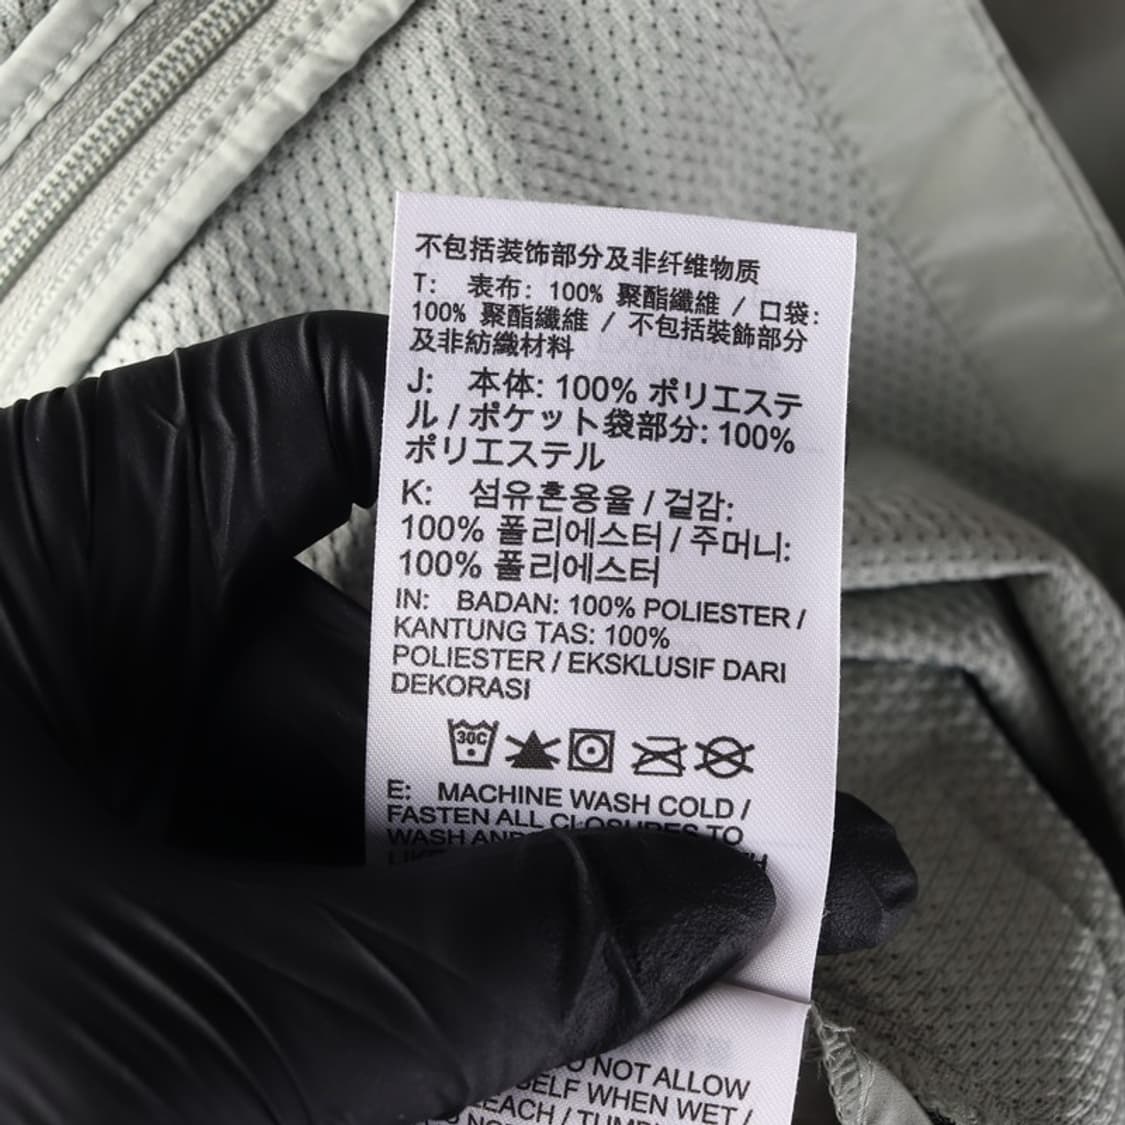 不包括装饰部分及非纤维物质
T: 表布: 100% 聚酯纖維 / 口袋:
100% 聚酯纖維 / 不包括裝飾部分
及非紡織材料
J: 本体: 100% ポリエステ
ル / ポケット袋部分: 100%
ポリエステル
K: 섬유혼용율 / 겉감:
100% 폴리에스터 / 주머니:
100% 폴리에스터
IN: BADAN: 100% POLIESTER /
KANTUNG TAS: 100%
POLIESTER / EKSKLUSIF DARI
DEKORASI
30C
E: MACHINE WASH COLD /
FASTEN ALL CLOSURES TO
WASH AND
NOT ALLOW
WHEN WET /